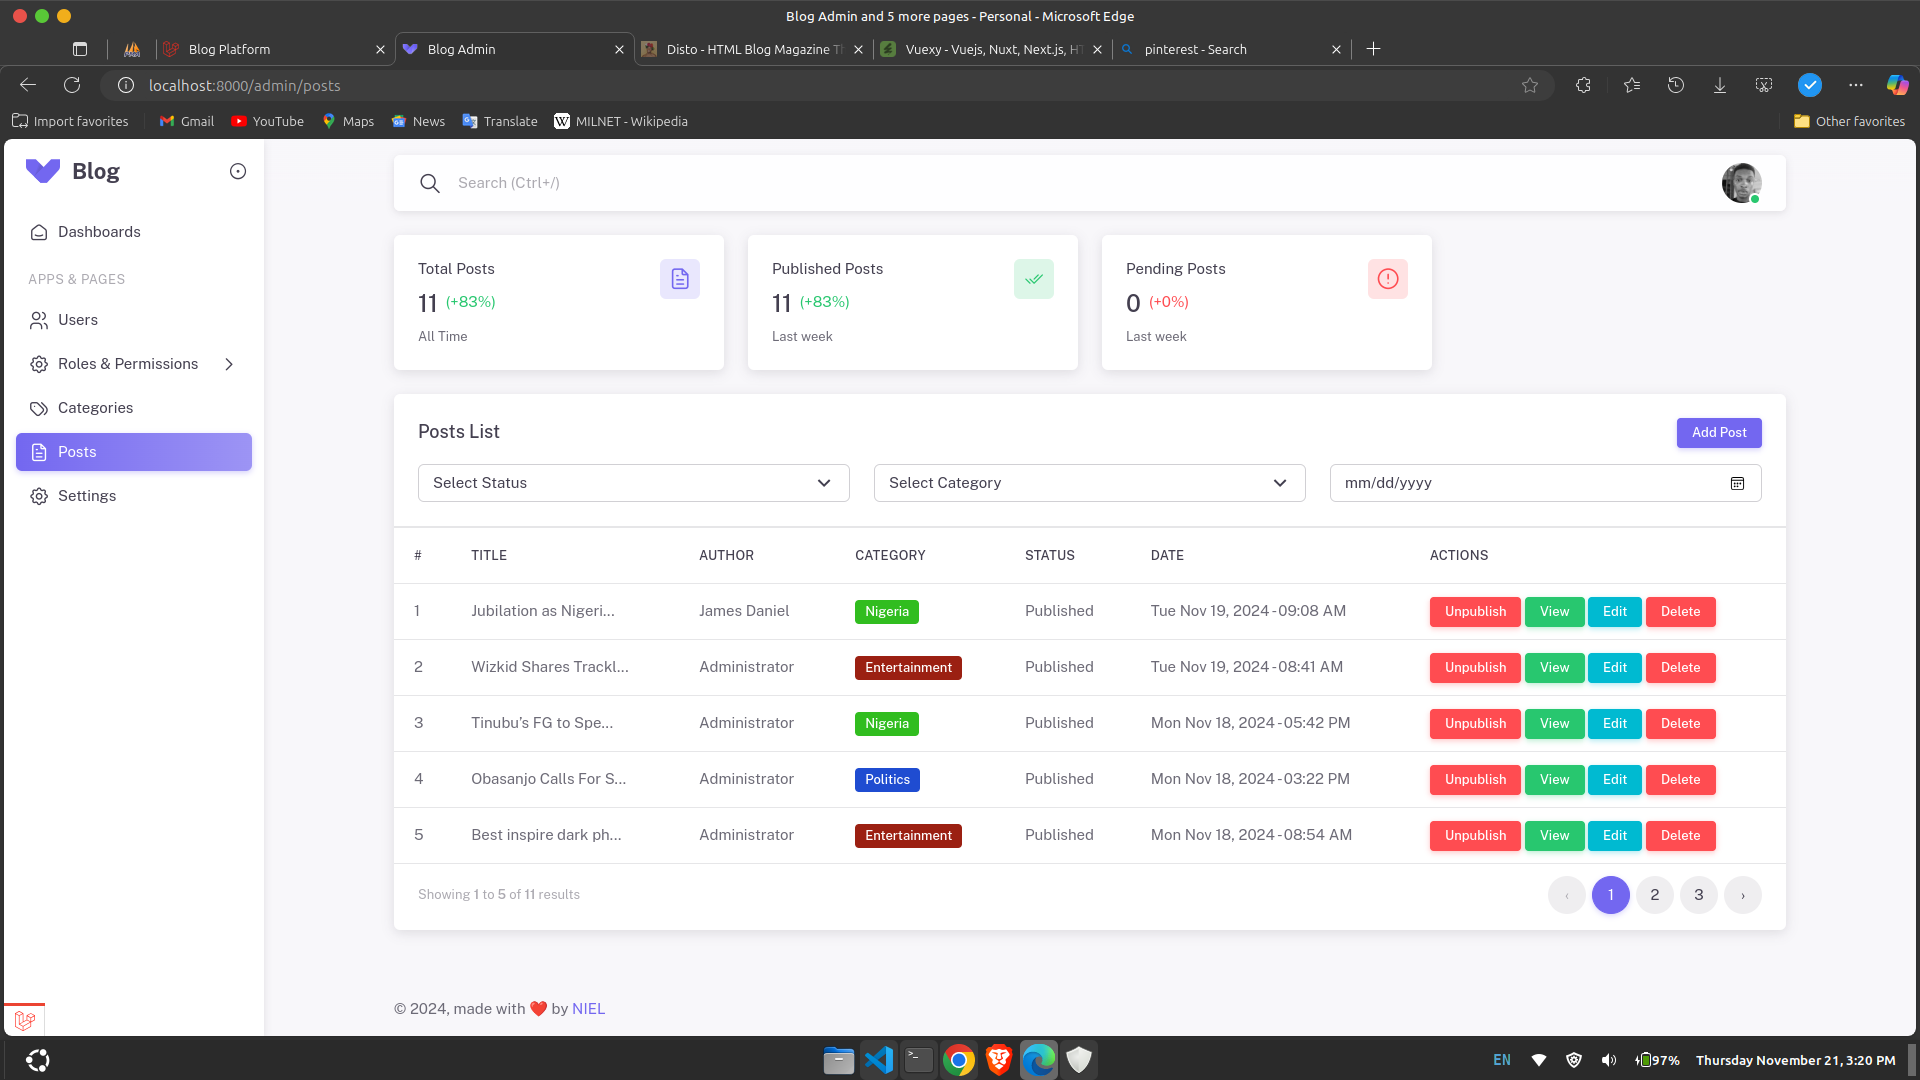 Blog Admin and 5 more pages - Personal - Microsoft Edge
Blog Platform
Blog Admin
Disto - HTML Blog Magazine Th
Vuexy - Vuejs, Nuxt, Next.js, HT
pinterest - Search
localhost:8000/admin/posts
Import favorites
Gmail
YouTube
Maps
News
Translate
MILNET - Wikipedia
Other favorites
Blog
Dashboards
APPS & PAGES
Users
Roles & Permissions
Categories
Posts
Settings
Search (Ctrl+/)
Total Posts
11 (+83%)
All Time
Published Posts
11 (+83%)
Last week
Pending Posts
0 (+0%)
Last week
Posts List
Add Post
Select Status
Select Category
mm/dd/yyyy
# TITLE AUTHOR CATEGORY STATUS DATE ACTIONS
1 Jubilation as Nigeri... James Daniel Nigeria Published Tue Nov 19, 2024 - 09:08 AM Unpublish View Edit Delete
2 Wizkid Shares Trackl... Administrator Entertainment Published Tue Nov 19, 2024 - 08:41 AM Unpublish View Edit Delete
3 Tinubu's FG to Spe... Administrator Nigeria Published Mon Nov 18, 2024 - 05:42 PM Unpublish View Edit Delete
4 Obasanjo Calls For S... Administrator Politics Published Mon Nov 18, 2024 - 03:22 PM Unpublish View Edit Delete
5 Best inspire dark ph... Administrator Entertainment Published Mon Nov 18, 2024 - 08:54 AM Unpublish View Edit Delete
Showing 1 to 5 of 11 results
‹ 1 2 3 ›
© 2024, made with ❤️ by NIEL
EN
97%
Thursday November 21, 3:20 PM